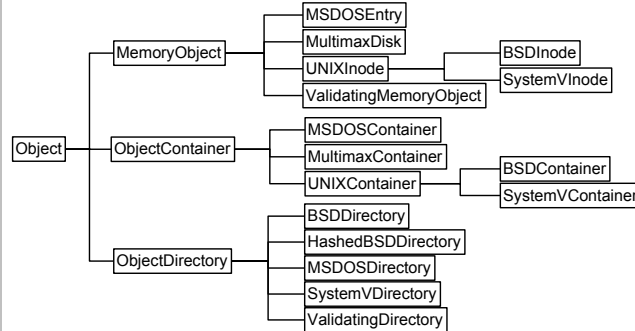 Object
MemoryObject
MSDOSEntry
MultimaxDisk
UNIXInode
BSDInode
SystemVInode
ValidatingMemoryObject
ObjectContainer
MSDOSContainer
MultimaxContainer
UNIXContainer
BSDContainer
SystemVContainer
ObjectDirectory
BSDDirectory
HashedBSDDirectory
MSDOSDirectory
SystemVDirectory
ValidatingDirectory